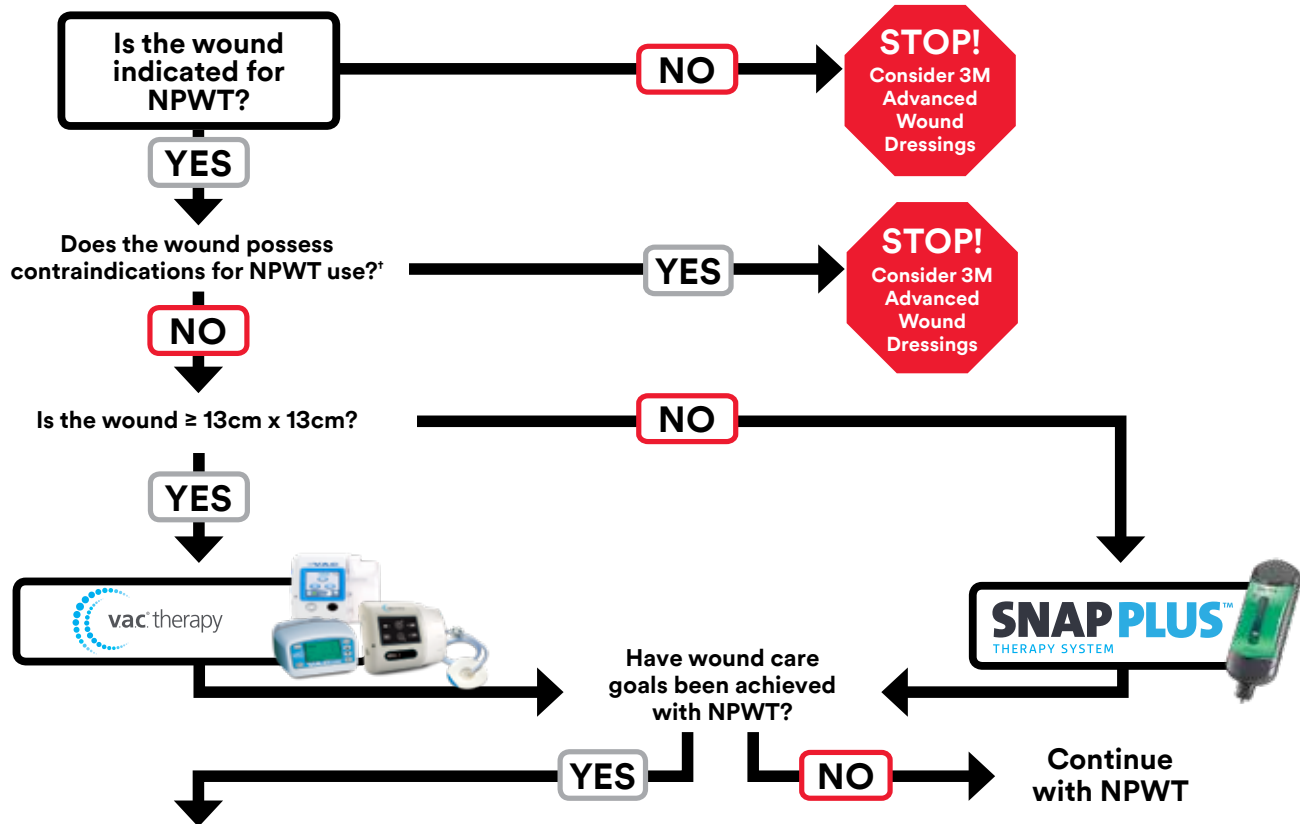 Is the wound
indicated for
NPWT?
NO
STOP!
Consider 3M
Advanced
Wound
Dressings
YES
Does the wound possess
contraindications for NPWT use?†
YES
STOP!
Consider 3M
Advanced
Wound
Dressings
NO
Is the wound ≥ 13cm x 13cm?
NO
YES
v.a.c.® therapy
V.A.C.
SNAP PLUS™
THERAPY SYSTEM
Have wound care
goals been achieved
with NPWT?
YES
NO
Continue
with NPWT